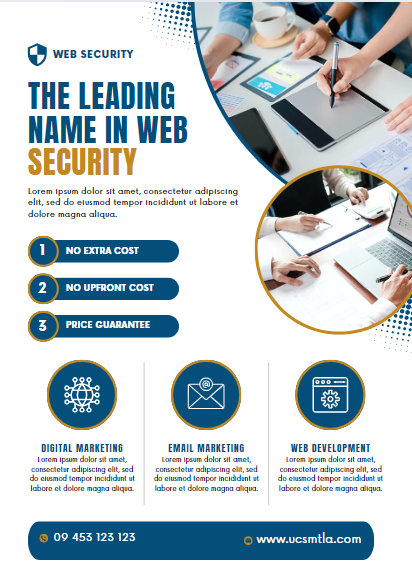 WEB SECURITY
THE LEADING
NAME IN WEB
SECURITY
Lorem ipsum dolor sit amet, consectetur adipiscing
elit, sed do eiusmod tempor incididunt ut labore et
dolore magna aliqua.
1 NO EXTRA COST
2 NO UPFRONT COST
3 PRICE GUARANTEE
DIGITAL MARKETING
Lorem ipsum dolor sit amet,
consectetur adipiscing elit, sed
do eiusmod tempor incididunt ut
labore et dolore magna aliqua.
EMAIL MARKETING
Lorem ipsum dolor sit amet,
consectetur adipiscing elit, sed
do eiusmod tempor incididunt ut
labore et dolore magna aliqua.
WEB DEVELOPMENT
Lorem ipsum dolor sit amet,
consectetur adipiscing elit, sed
do eiusmod tempor incididunt ut
labore et dolore magna aliqua.
09 453 123 123
www.ucsmtla.com